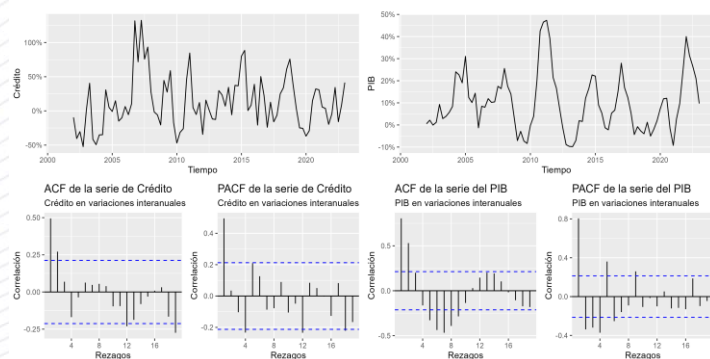 100%
50%
0%
-50%
Crédito
2000
2005
2010
2015
2020
Tiempo
50%
40%
30%
20%
10%
0%
-10%
PIB
2000
2005
2010
2015
2020
Tiempo
ACF de la serie de Crédito
Crédito en variaciones interanuales
0.50
0.25
0.00
-0.25
Correlación
4
8
12
16
Rezagos
PACF de la serie de Crédito
Crédito en variaciones interanuales
0.4
0.2
0.0
-0.2
Correlación
4
8
12
16
Rezagos
ACF de la serie del PIB
PIB en variaciones interanuales
0.5
0.0
-0.5
Correlación
4
8
12
16
Rezagos
PACF de la serie del PIB
PIB en variaciones interanuales
0.8
0.4
0.0
-0.4
Correlación
4
8
12
16
Rezagos